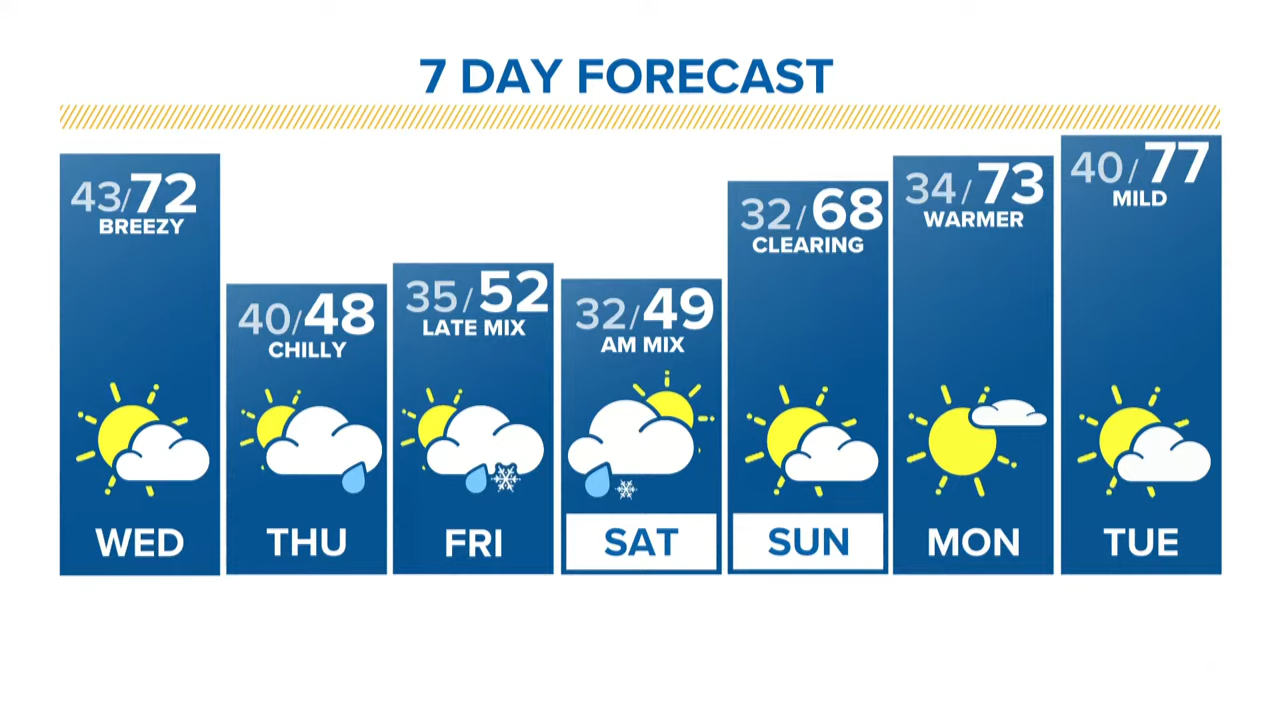 7 DAY FORECAST
43/72
BREEZY
WED
40/48
CHILLY
THU
35/52
LATE MIX
FRI
32/49
AM MIX
SAT
32/68
CLEARING
SUN
34/73
WARMER
MON
40/77
MILD
TUE